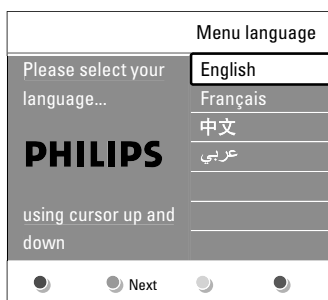 Menu language
Please select your
language...
PHILIPS
using cursor up and
down
English
Français
中文
عربي
Next